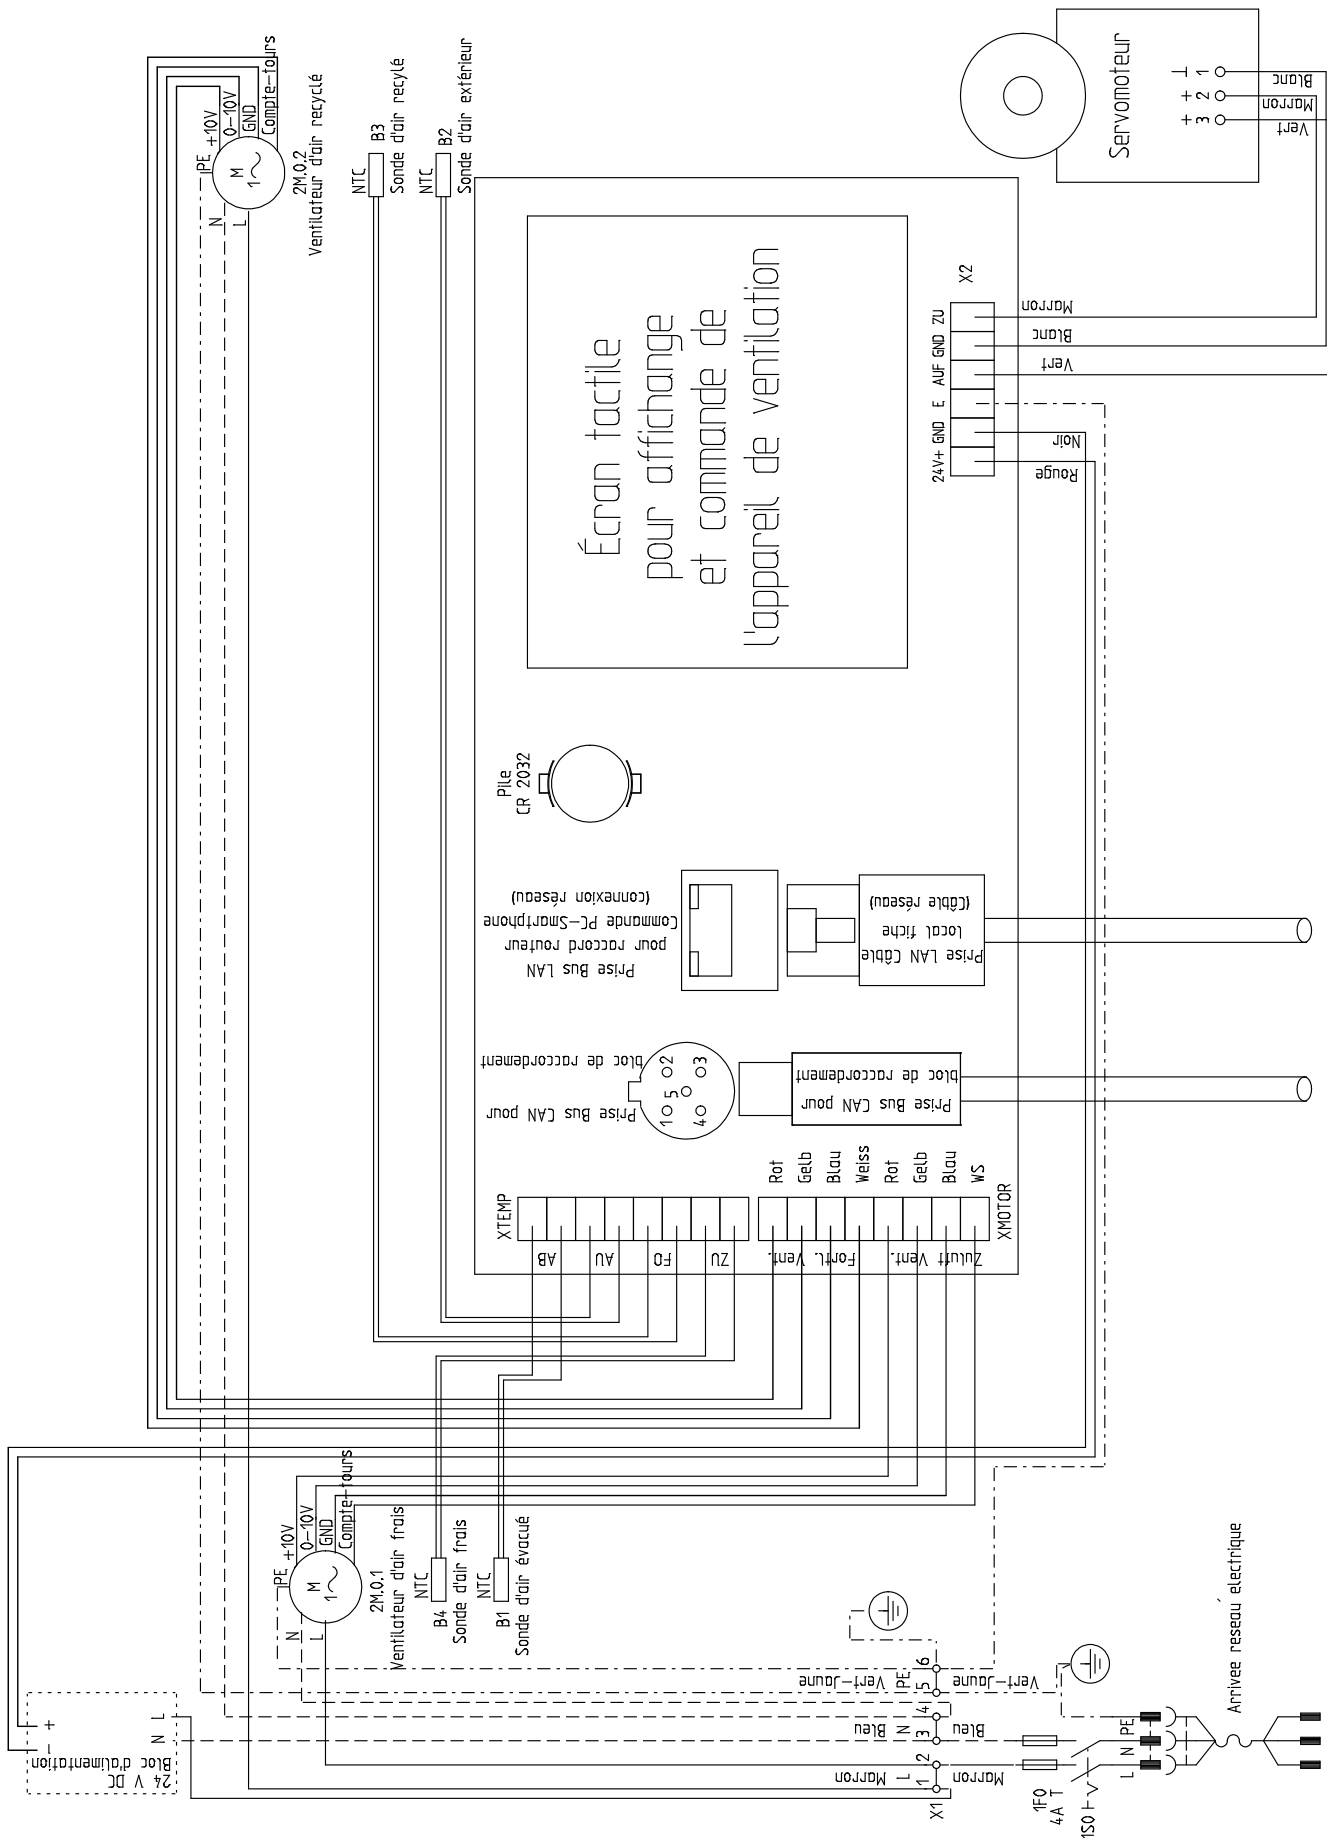 Servomoteur
⊥ 1
+ 2
+ 3
Blanc
Marron
Vert
PE
+10V
0-10V
GND
Compte-tours
M
1~
N
L
2M.0.2
Ventilateur d'air recyclé
NTC
B3
Sonde d'air recylé
NTC
B2
Sonde d'air extérieur
Écran tactile
pour affichange
et commande de
l'appareil de ventilation
X2
ZU
GND
AUF
E
GND
24V+
Marron
Blanc
Vert
Noir
Rouge
Pile
CR 2032
Prise Bus LAN
pour raccord routeur
Commande PC-Smartphone
(connexion réseau)
Prise LAN Câble
local fiche
(Câble réseau)
Prise Bus CAN pour
bloc de raccordement
1
2
3
4
5
Prise Bus CAN pour
bloc de raccordement
XTEMP
AB
AU
FO
ZU
Rot
Gelb
Blau
Weiss
Rot
Gelb
Blau
WS
XMOTOR
Fortl. Vent.
Zuluft Vent.
PE
+10V
0-10V
GND
Compte-tours
M
1~
N
L
2M.0.1
Ventilateur d'air frais
NTC
B4
Sonde d'air frais
NTC
B1
Sonde d'air évacué
24 V DC
Bloc d'alimentation
-
+
N
L
X1
1
2
3
4
5
6
L
N
PE
Marron
Bleu
Vert-Jaune
Marron
Bleu
Vert-Jaune
1F0
4A T
1S0
L
N
PE
Arrivee reseau électrique